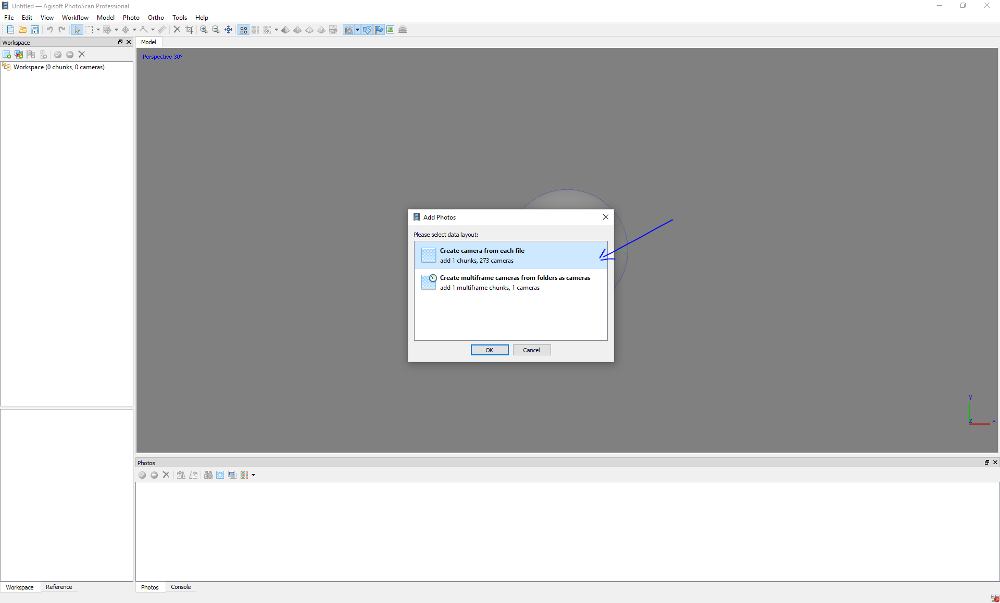 Untitled — Agisoft PhotoScan Professional
File Edit View Workflow Model Photo Ortho Tools Help
Workspace
Model
Workspace (0 chunks, 0 cameras)
Perspective 30°
Add Photos
Please select data layout:
Create camera from each file
add 1 chunks, 273 cameras
Create multiframe cameras from folders as cameras
add 1 multiframe chunks, 1 cameras
OK Cancel
Y
Z X
Photos
Workspace Reference
Photos Console